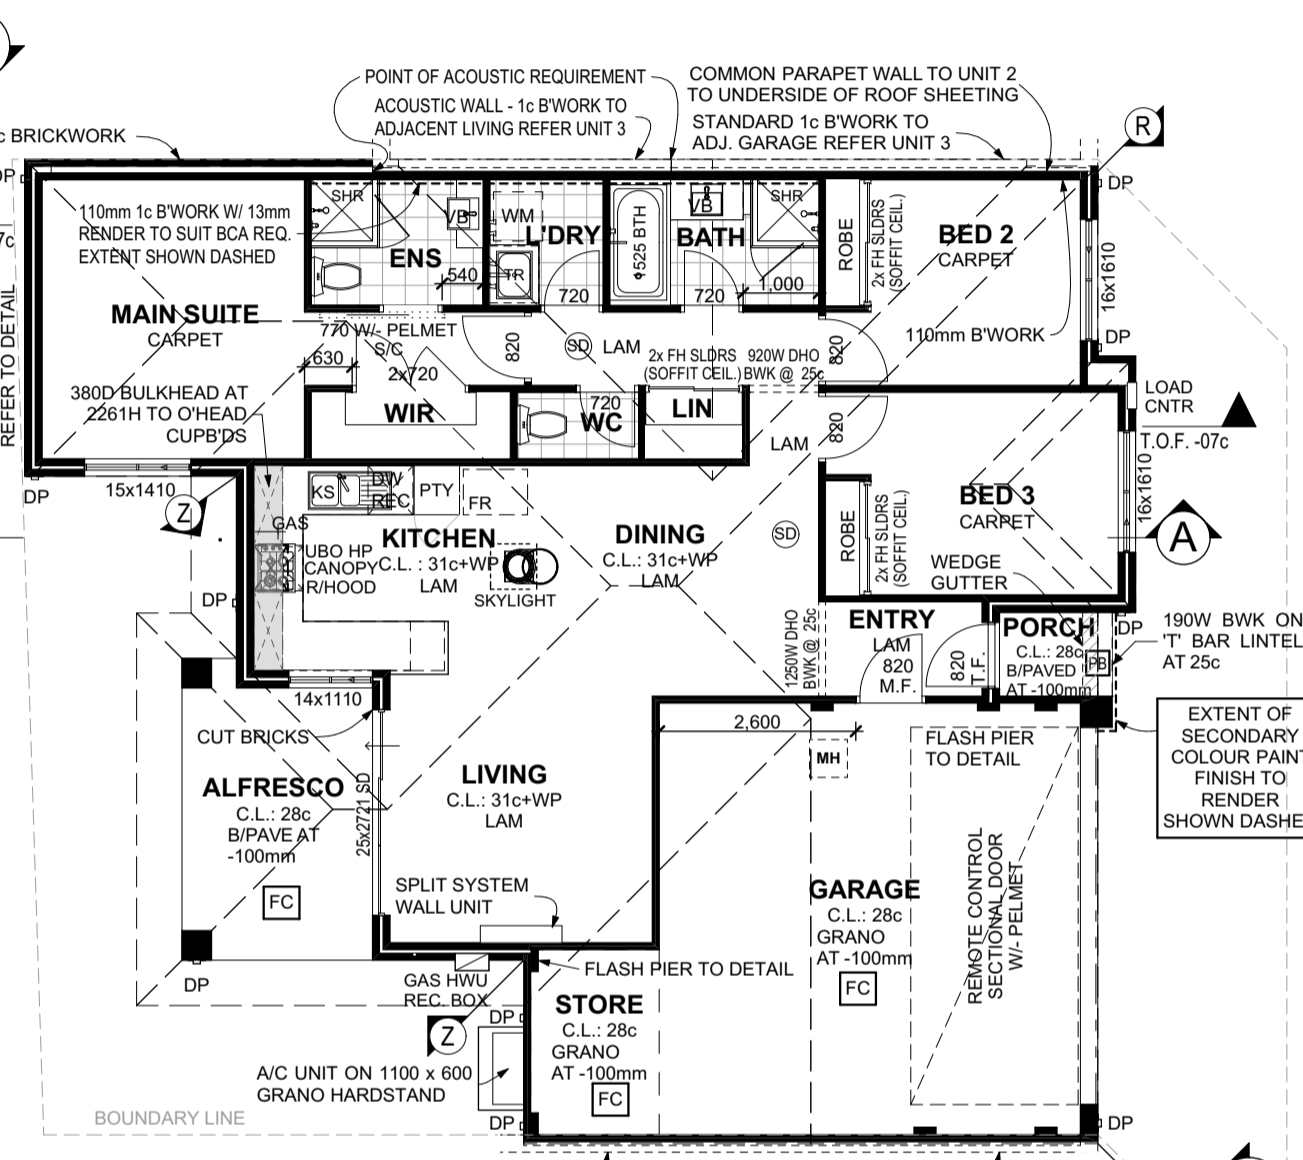 POINT OF ACOUSTIC REQUIREMENT
ACOUSTIC WALL - 1c B'WORK TO
ADJACENT LIVING REFER UNIT 3
COMMON PARAPET WALL TO UNIT 2
TO UNDERSIDE OF ROOF SHEETING
STANDARD 1c B'WORK TO
ADJ. GARAGE REFER UNIT 3
c BRICKWORK
R
DP
DP
7c
REFER TO DETAIL
110mm 1c B'WORK W/ 13mm
RENDER TO SUIT BCA REQ.
EXTENT SHOWN DASHED
MAIN SUITE
CARPET
380D BULKHEAD AT
2261H TO O'HEAD
CUPB'DS
SHR
VB
ENS
540
WM
L'DRY
TR
720
525 BTH
VB
BATH
720
SHR
1,000
ROBE
2x FH SLDRS
(SOFFIT CEIL.)
BED 2
CARPET
110mm B'WORK
16x1610
DP
770 W/- PELMET
S/C
630
2x720
820
SD
LAM
2x FH SLDRS
(SOFFIT CEIL.)
920W DHO
BWK @ 25c
820
WIR
720
WC
LIN
LAM
820
LOAD
CNTR
T.O.F. -07c
16x1610
A
DP
15x1410
Z
KS
DW
REC
PTY
FR
GAS
UBO HP
CANOPY
R/HOOD
KITCHEN
C.L. : 31c+WP
LAM
SKYLIGHT
DINING
C.L.: 31c+WP
LAM
SD
ROBE
2x FH SLDRS
(SOFFIT CEIL.)
BED 3
CARPET
WEDGE
GUTTER
DP
1250W DHO
BWK @ 25c
ENTRY
LAM
820
M.F.
820
T.F.
PORCH
C.L.: 28c
B/PAVED
AT -100mm
PB
DP
190W BWK ON
'T' BAR LINTEL
AT 25c
14x1110
CUT BRICKS
ALFRESCO
C.L.: 28c
B/PAVE AT
-100mm
FC
25x2721 SD
LIVING
C.L.: 31c+WP
LAM
SPLIT SYSTEM
WALL UNIT
2,600
MH
FLASH PIER
TO DETAIL
EXTENT OF
SECONDARY
COLOUR PAINT
FINISH TO
RENDER
SHOWN DASHE
GARAGE
C.L.: 28c
GRANO
AT -100mm
FC
REMOTE CONTROL
SECTIONAL DOOR
W/- PELMET
DP
GAS HWU
REC. BOX
FLASH PIER TO DETAIL
STORE
C.L.: 28c
GRANO
AT -100mm
FC
DP
Z
A/C UNIT ON 1100 x 600
GRANO HARDSTAND
BOUNDARY LINE
DP
DP